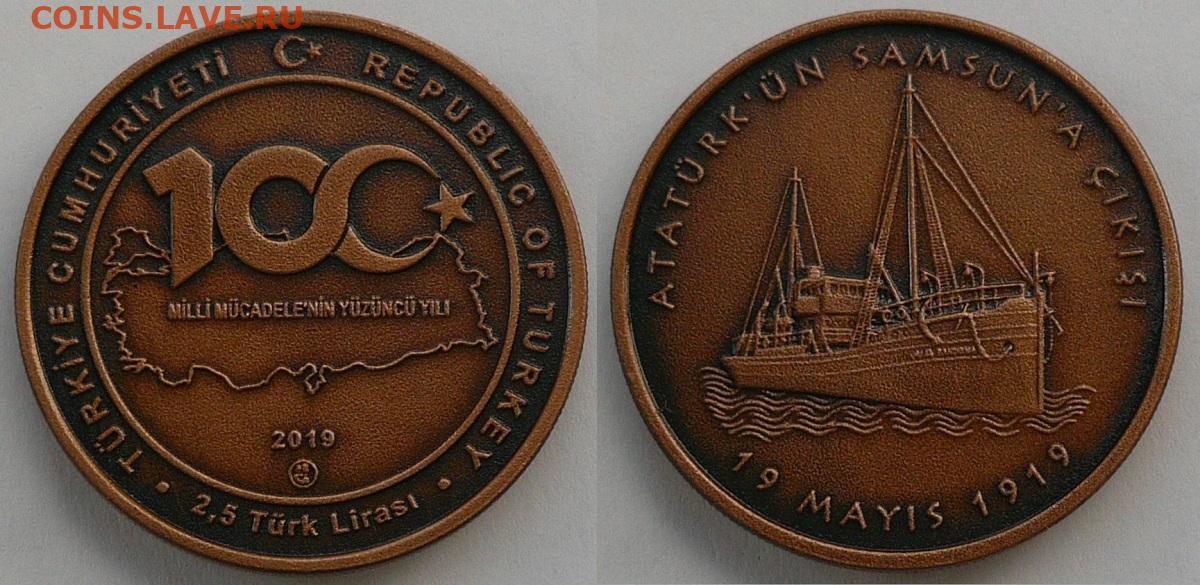 COINS.LAVE.RU
TÜRKİYE CUMHURİYETİ
REPUBLIC OF TURKEY
100
MİLLİ MÜCADELE'NİN YÜZÜNCÜ YILI
2019
• 2,5 Türk Lirası •
ATATÜRK'ÜN SAMSUN'A ÇIKIŞI
19 MAYIS 1919